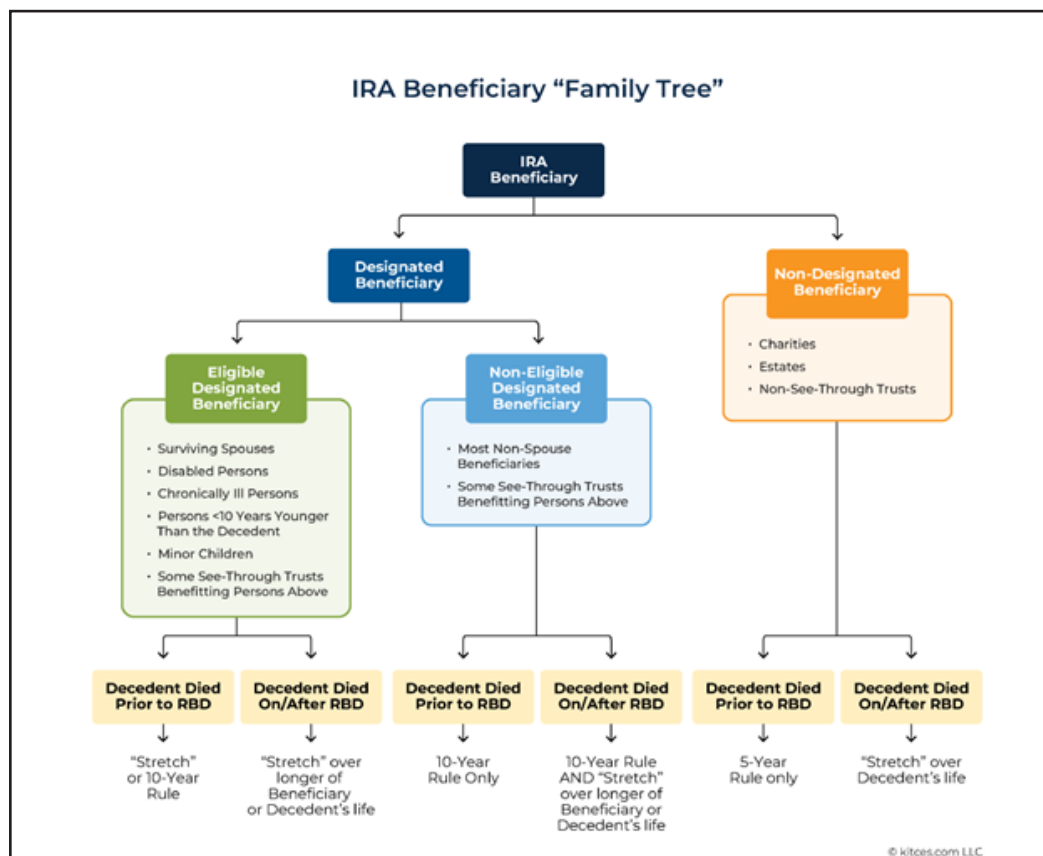 IRA Beneficiary “Family Tree”
IRA
Beneficiary
Designated
Beneficiary
Non-Designated
Beneficiary
• Charities
• Estates
• Non-See-Through Trusts
Eligible
Designated
Beneficiary
• Surviving Spouses
• Disabled Persons
• Chronically Ill Persons
• Persons <10 Years Younger
Than the Decedent
• Minor Children
• Some See-Through Trusts
Benefitting Persons Above
Non-Eligible
Designated
Beneficiary
• Most Non-Spouse
Beneficiaries
• Some See-Through Trusts
Benefitting Persons Above
Decedent Died
Prior to RBD
“Stretch”
or 10-Year
Rule
Decedent Died
On/After RBD
“Stretch” over
longer of
Beneficiary
or Decedent’s life
Decedent Died
Prior to RBD
10-Year
Rule Only
Decedent Died
On/After RBD
10-Year Rule
AND “Stretch”
over longer of
Beneficiary or
Decedent’s life
Decedent Died
Prior to RBD
5-Year
Rule only
Decedent Died
On/After RBD
“Stretch” over
Decedent’s life
© kitces.com LLC